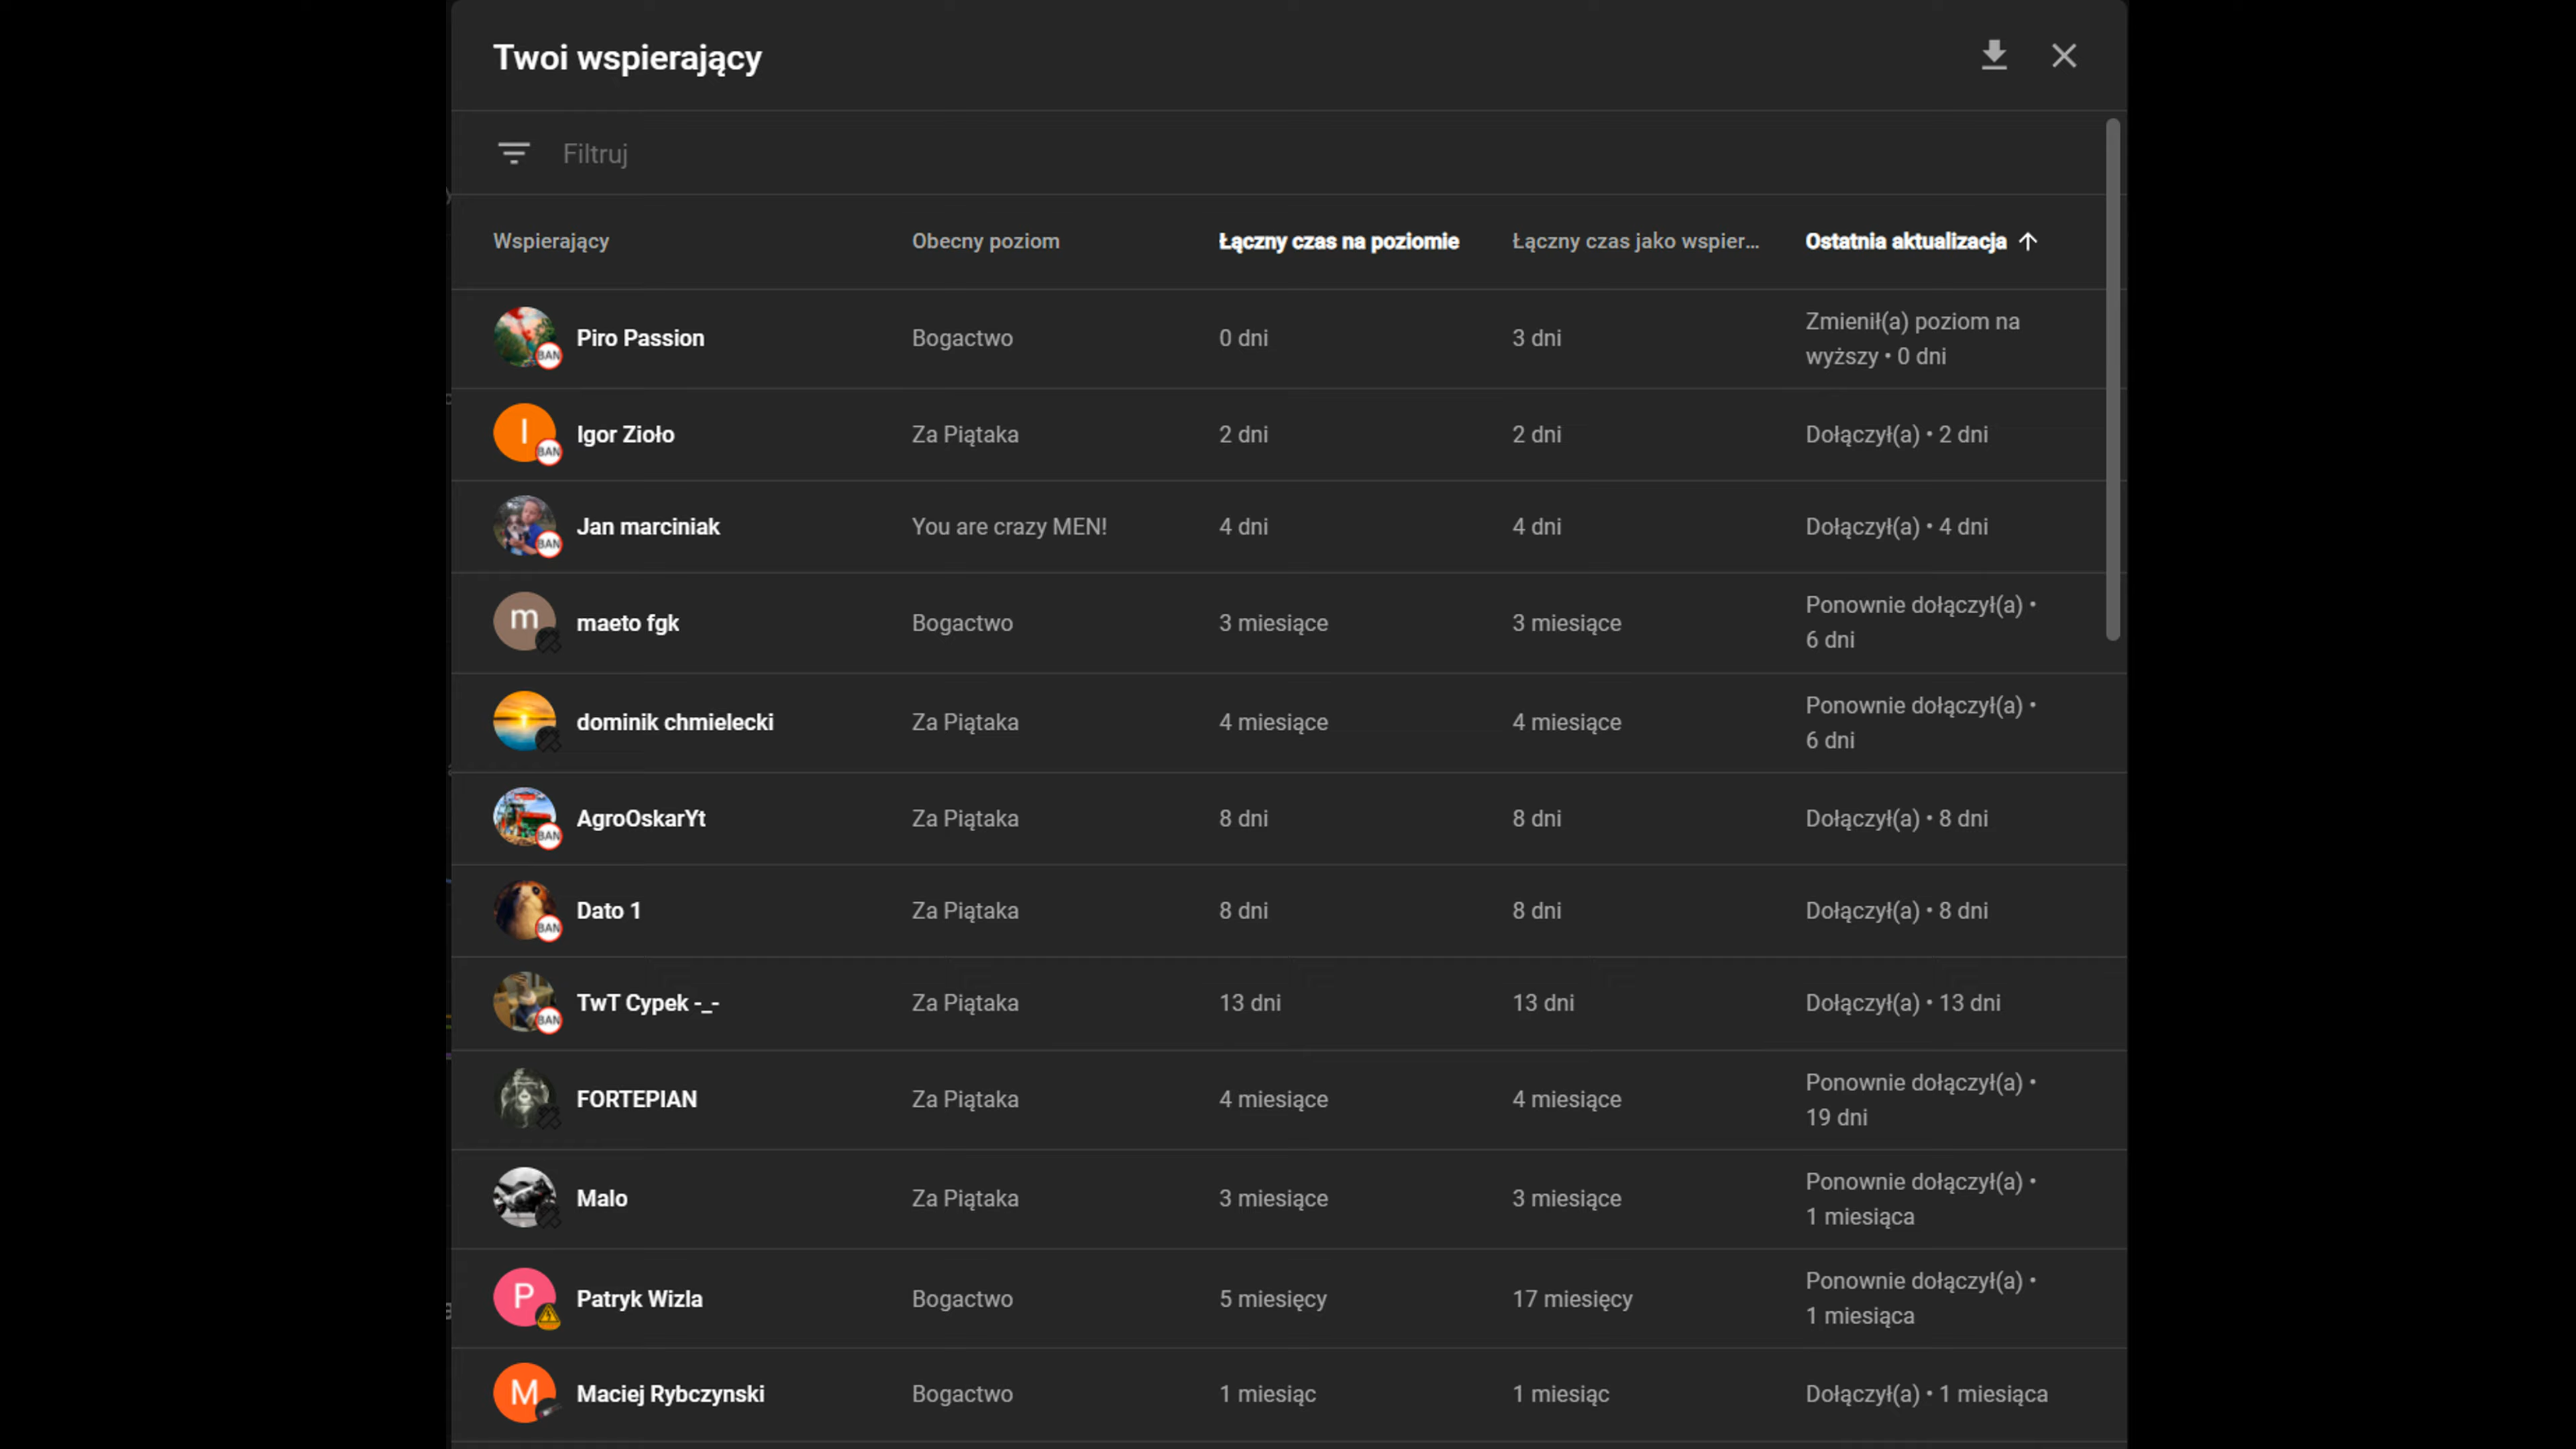 Twoi wspierający
Filtruj
Wspierający Obecny poziom Łączny czas na poziomie Łączny czas jako wspier... Ostatnia aktualizacja
Piro Passion Bogactwo 0 dni 3 dni Zmienił(a) poziom na
wyższy • 0 dni
BAN
I Igor Zioło Za Piątaka 2 dni 2 dni Dołączył(a) • 2 dni
BAN
Jan marciniak You are crazy MEN! 4 dni 4 dni Dołączył(a) • 4 dni
BAN
m maeto fgk Bogactwo 3 miesiące 3 miesiące Ponownie dołączył(a) •
6 dni
dominik chmielecki Za Piątaka 4 miesiące 4 miesiące Ponownie dołączył(a) •
6 dni
AgroOskarYt Za Piątaka 8 dni 8 dni Dołączył(a) • 8 dni
BAN
Dato 1 Za Piątaka 8 dni 8 dni Dołączył(a) • 8 dni
BAN
TwT Cypek -_- Za Piątaka 13 dni 13 dni Dołączył(a) • 13 dni
BAN
FORTEPIAN Za Piątaka 4 miesiące 4 miesiące Ponownie dołączył(a) •
19 dni
Malo Za Piątaka 3 miesiące 3 miesiące Ponownie dołączył(a) •
1 miesiąca
P Patryk Wizla Bogactwo 5 miesięcy 17 miesięcy Ponownie dołączył(a) •
1 miesiąca
M Maciej Rybczynski Bogactwo 1 miesiąc 1 miesiąc Dołączył(a) • 1 miesiąca